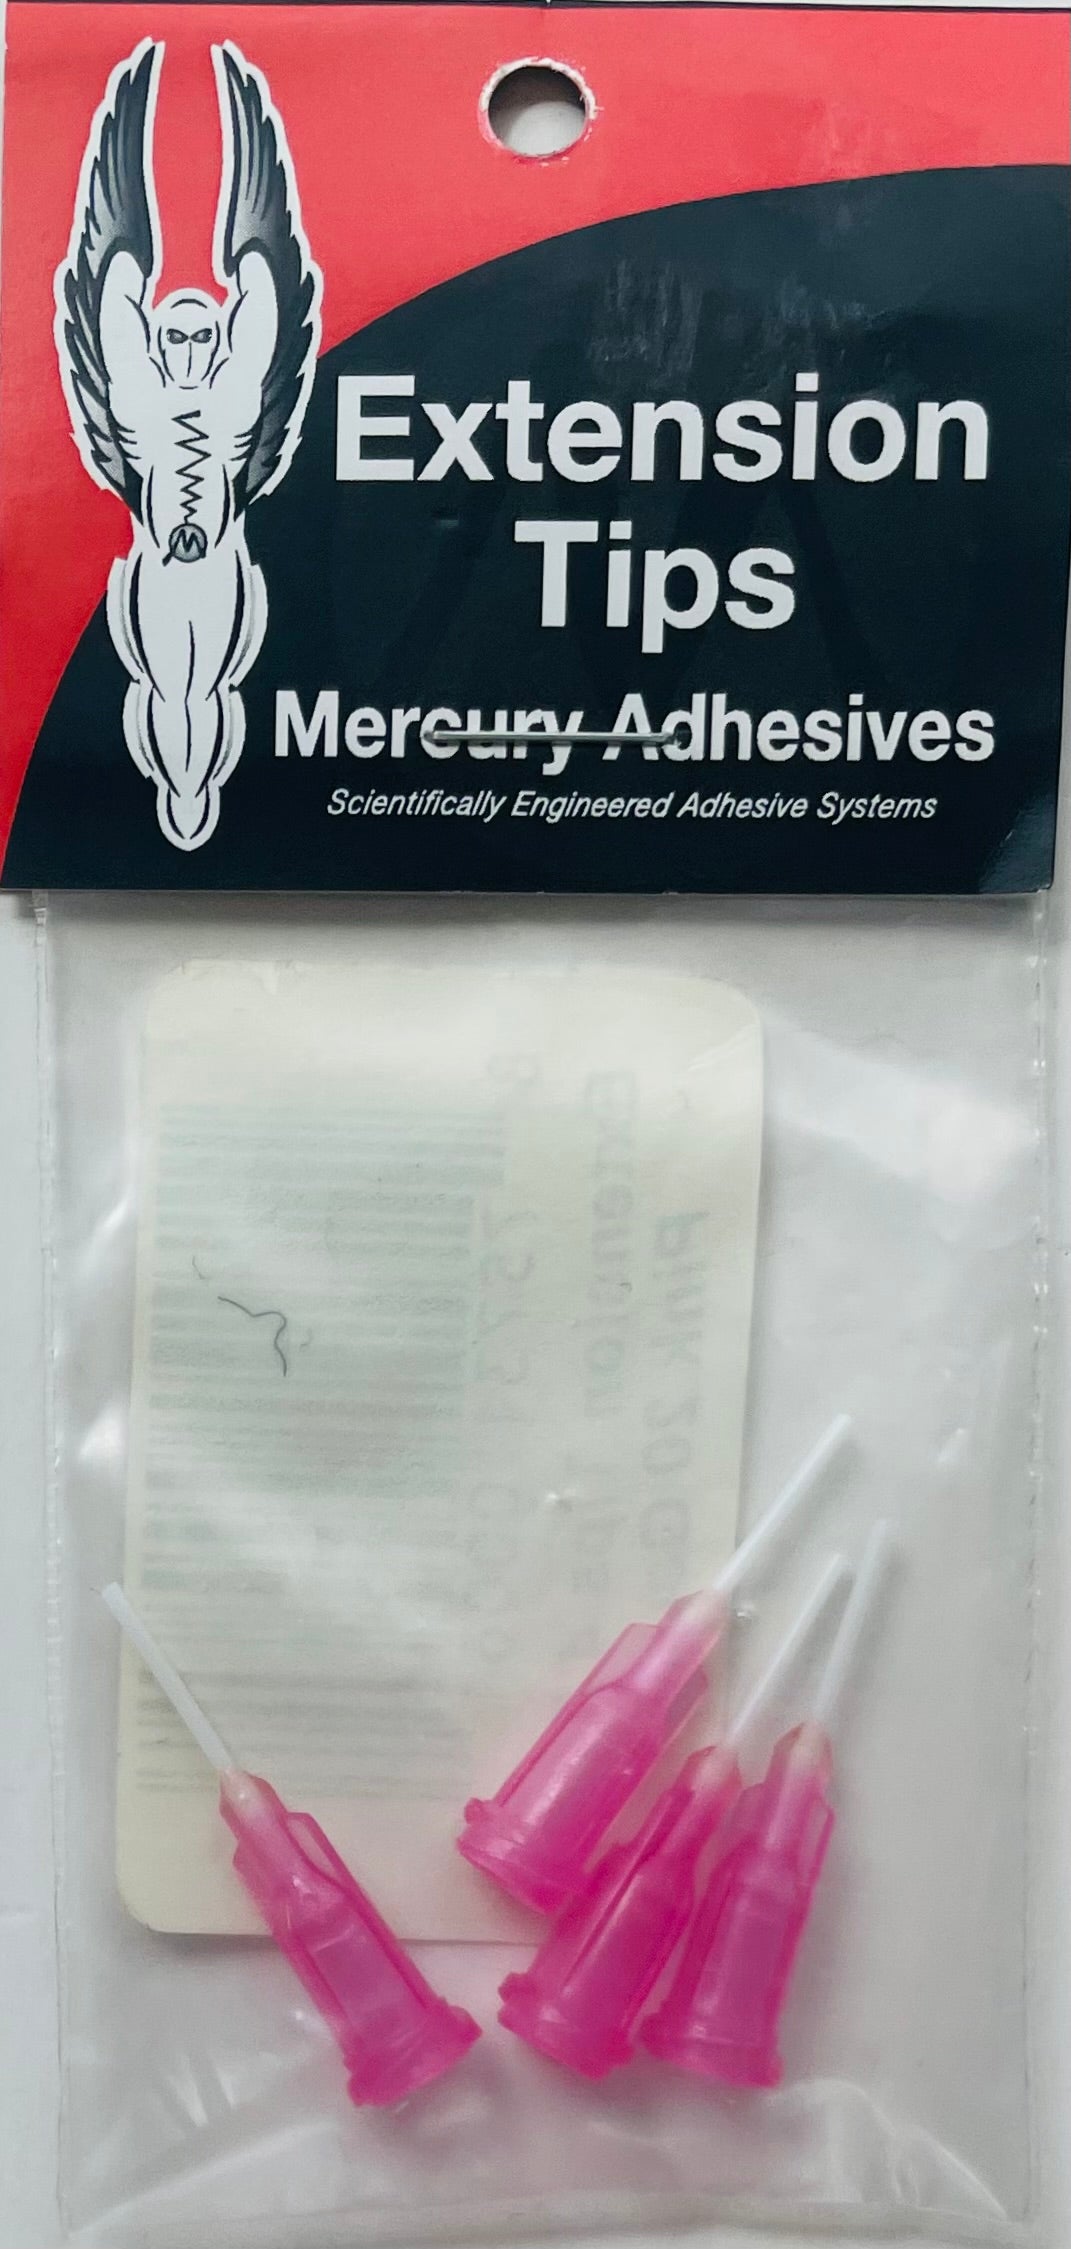 Extension
Tips
Mercury Adhesives
Scientifically Engineered Adhesive Systems
M